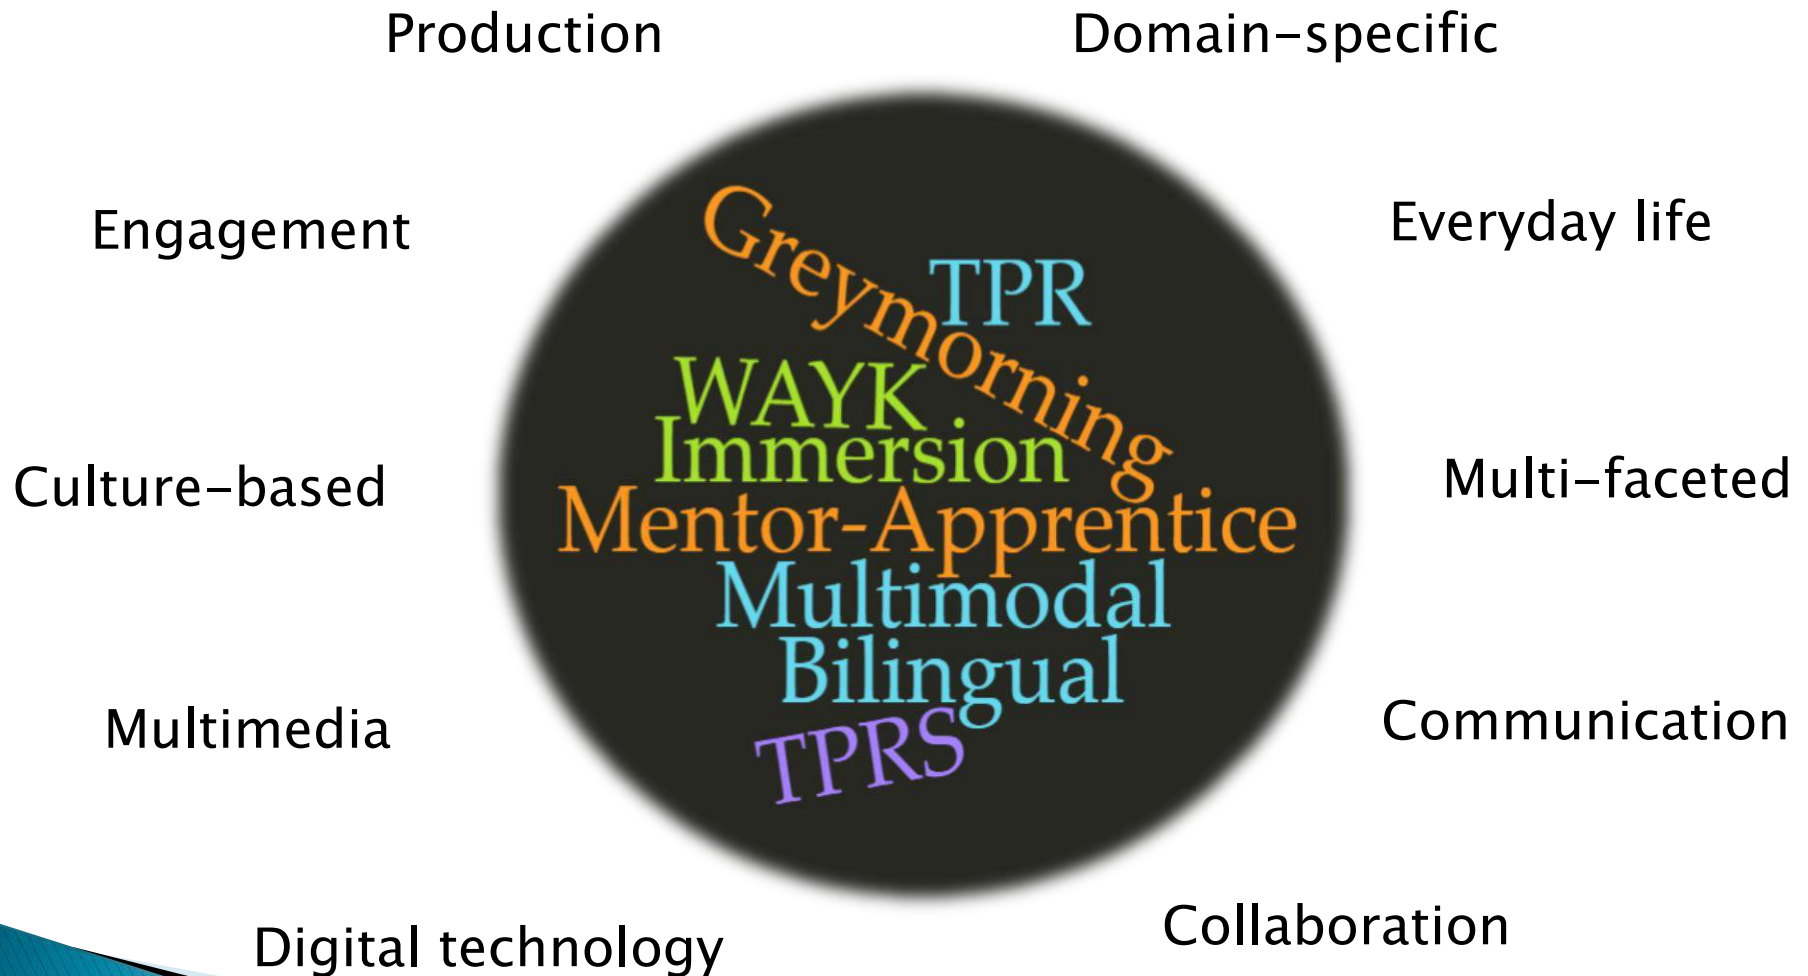 Production
Domain-specific
Engagement
Everyday life
Greymorning
TPR
WAYK
Immersion
Culture-based
Multi-faceted
Mentor-Apprentice
Multimodal
Bilingual
Multimedia
Communication
TPRS
Digital technology
Collaboration